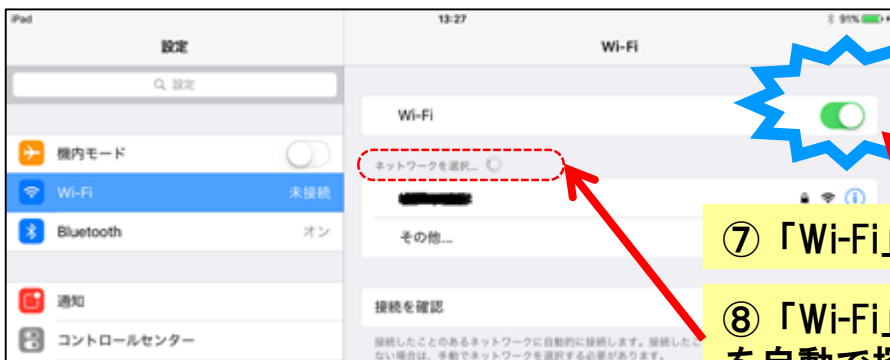 iPad 13:27 91%
設定
Wi-Fi
設定
Wi-Fi
機内モード
ネットワークを選択...
Wi-Fi 未接続
Bluetooth オン
その他...
⑦「Wi-Fi」
通知
接続を確認
⑧「Wi-Fi」
コントロールセンター
接続したことのあるネットワークに自動的に接続します。接続したこ
ない場合は、手動でネットワークを選択する必要があります。
を自動で